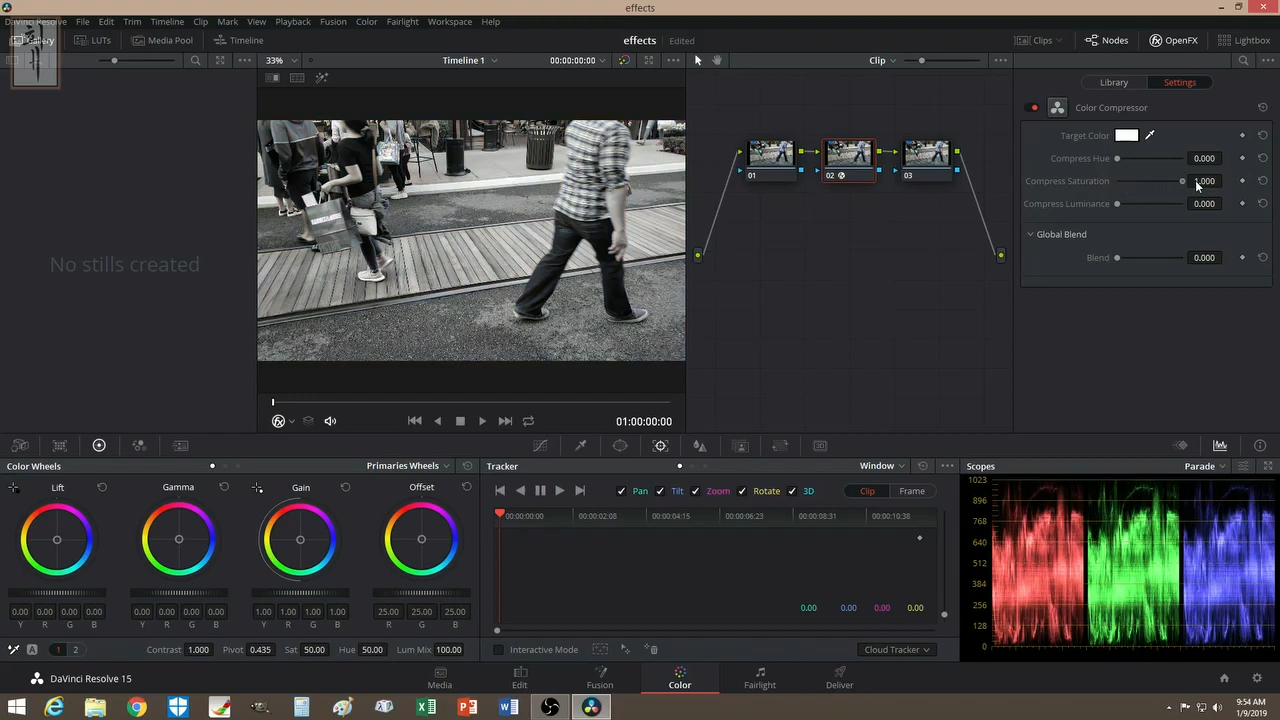 effects
DaVinci Resolve File Edit Trim Timeline Clip Mark View Playback Fusion Color Fairlight Workspace Help
Gallery LUTs Media Pool Timeline effects Edited Clips Nodes OpenFX Lightbox
33% Timeline 1 00:00:00:00 Clip
Library Settings
Color Compressor
Target Color
Compress Hue 0.000
Compress Saturation 1.000
Compress Luminance 0.000
Global Blend
Blend 0.000
01 02 03
No stills created
01:00:00:00
Color Wheels Primaries Wheels Tracker Window Scopes Parade
Lift Gamma Gain Offset
Pan Tilt Zoom Rotate 3D Clip Frame
00:00:00:00 00:00:02:08 00:00:04:15 00:00:06:23 00:00:08:31 00:00:10:38
0.00 0.00 0.00 0.00
0.00 0.00 0.00 0.00 0.00 0.00 0.00 0.00 1.00 1.00 1.00 1.00 25.00 25.00 25.00
Y R G B Y R G B Y R G B R G B
1023
896
768
640
512
384
256
128
0
A 1 2 Contrast 1.000 Pivot 0.435 Sat 50.00 Hue 50.00 Lum Mix 100.00 Interactive Mode Cloud Tracker
DaVinci Resolve 15 Media Edit Fusion Color Fairlight Deliver
9:54 AM
1/9/2019